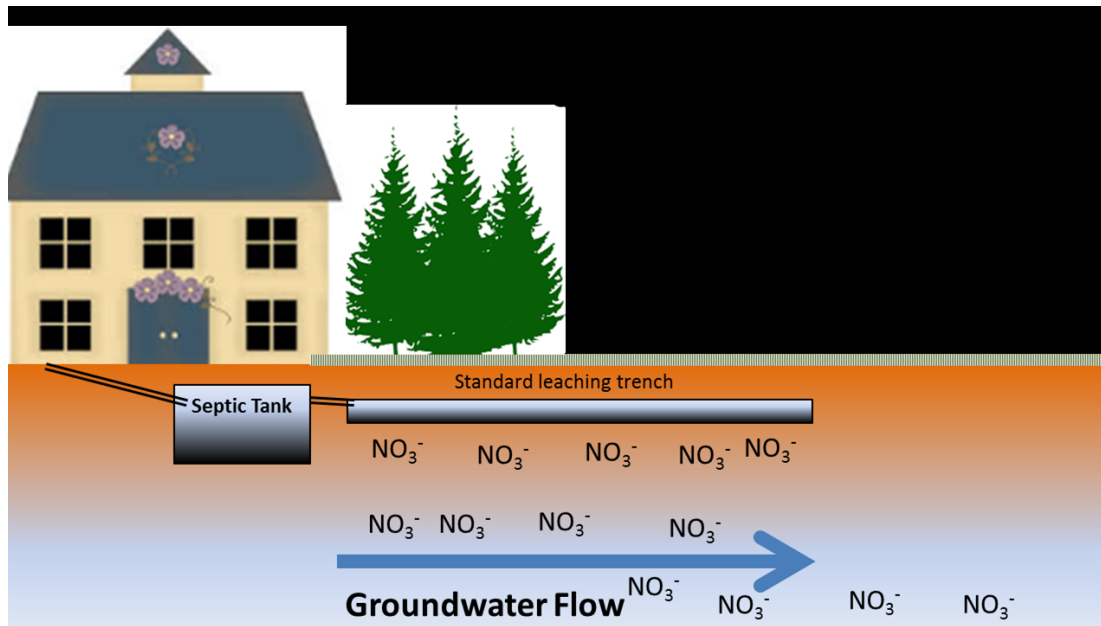 Standard leaching trench
Septic Tank
NO₃⁻ NO₃⁻ NO₃⁻ NO₃⁻ NO₃⁻
NO₃⁻ NO₃⁻ NO₃⁻ NO₃⁻
Groundwater Flow NO₃⁻ NO₃⁻ NO₃⁻ NO₃⁻